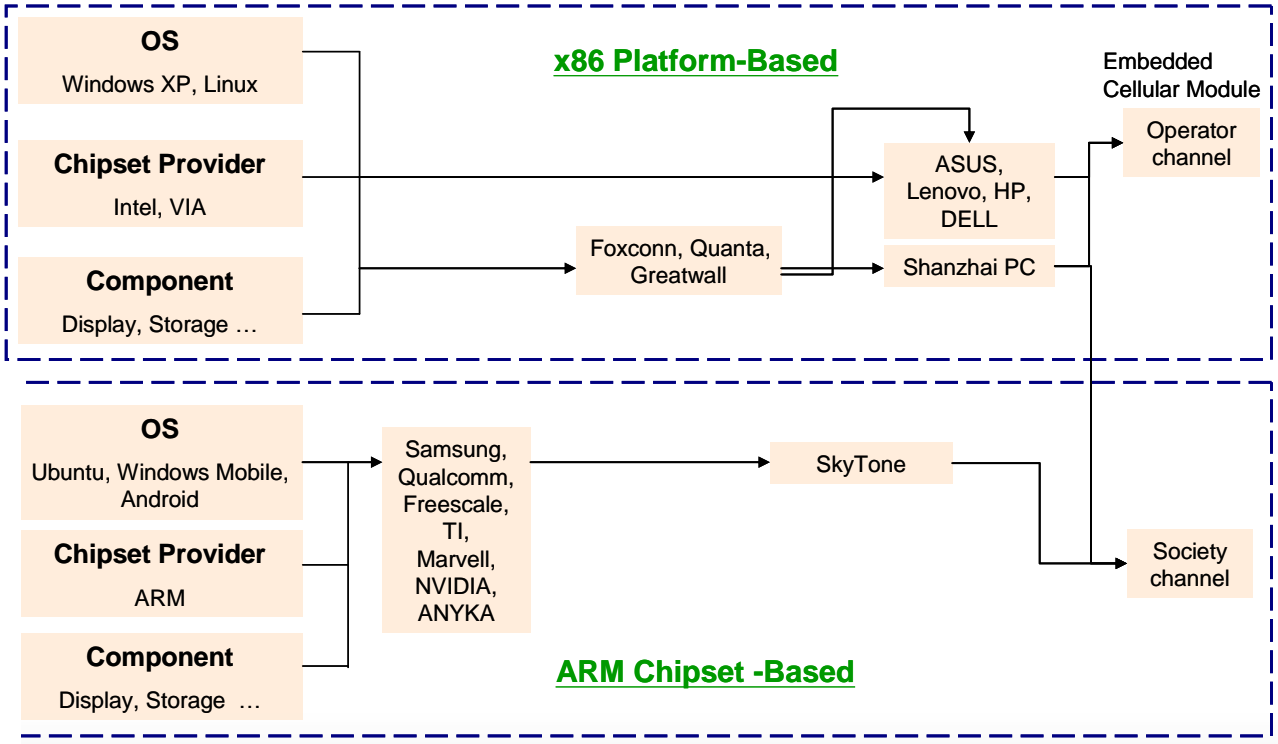 OS
Windows XP, Linux
x86 Platform-Based
Embedded
Cellular Module
Chipset Provider
Intel, VIA
ASUS,
Lenovo, HP,
DELL
Operator
channel
Component
Display, Storage …
Foxconn, Quanta,
Greatwall
Shanzhai PC
OS
Ubuntu, Windows Mobile,
Android
Chipset Provider
ARM
Component
Display, Storage  …
Samsung,
Qualcomm,
Freescale,
TI,
Marvell,
NVIDIA,
ANYKA
SkyTone
Society
channel
ARM Chipset -Based